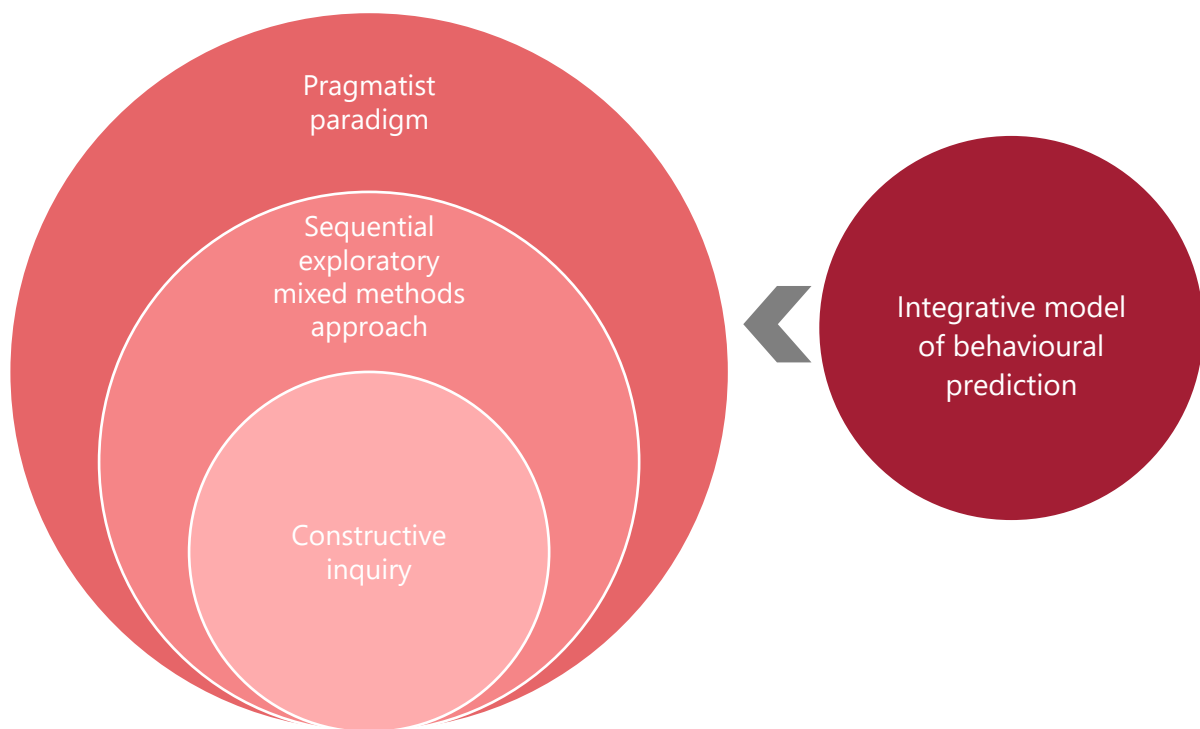 Pragmatist
paradigm
Sequential
exploratory
mixed methods
approach
Constructive
inquiry
Integrative model
of behavioural
prediction